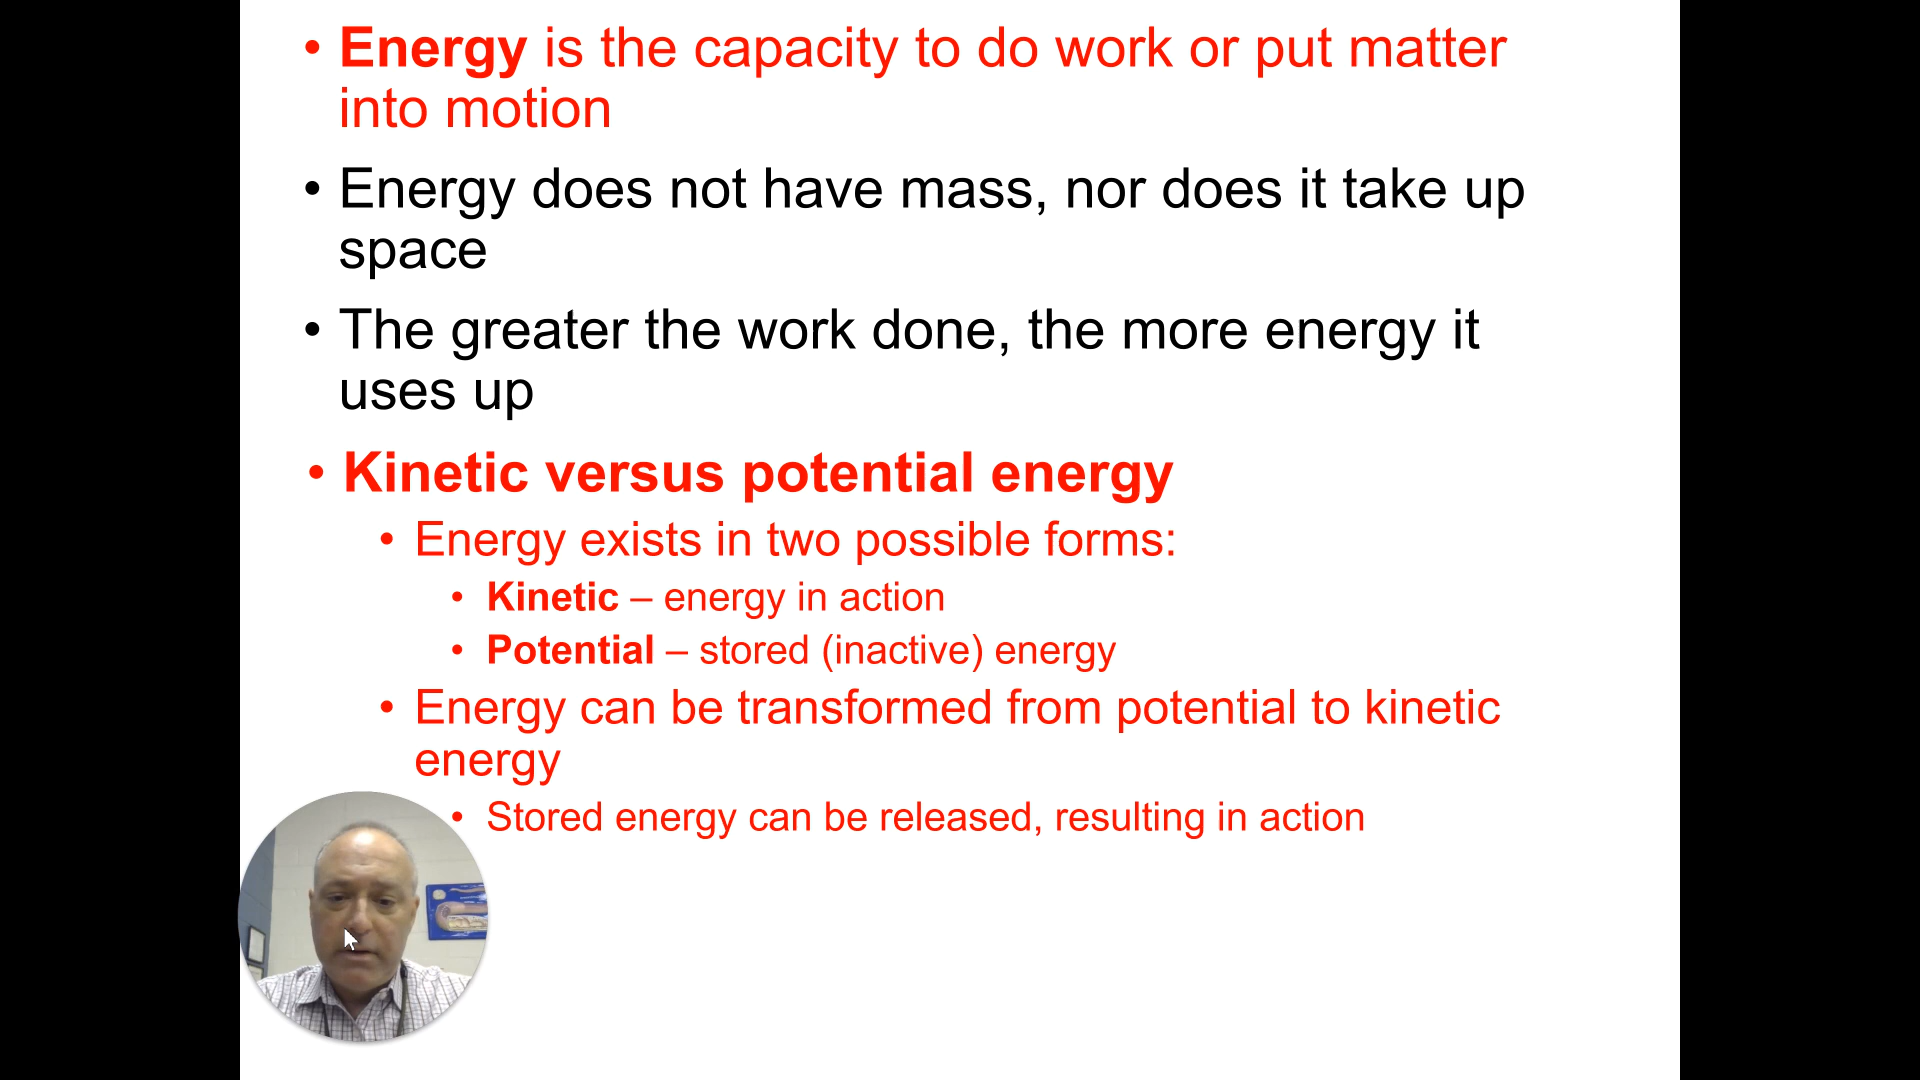 • Energy is the capacity to do work or put matter
into motion
• Energy does not have mass, nor does it take up
space
• The greater the work done, the more energy it
uses up
• Kinetic versus potential energy
• Energy exists in two possible forms:
• Kinetic – energy in action
• Potential – stored (inactive) energy
• Energy can be transformed from potential to kinetic
energy
• Stored energy can be released, resulting in action